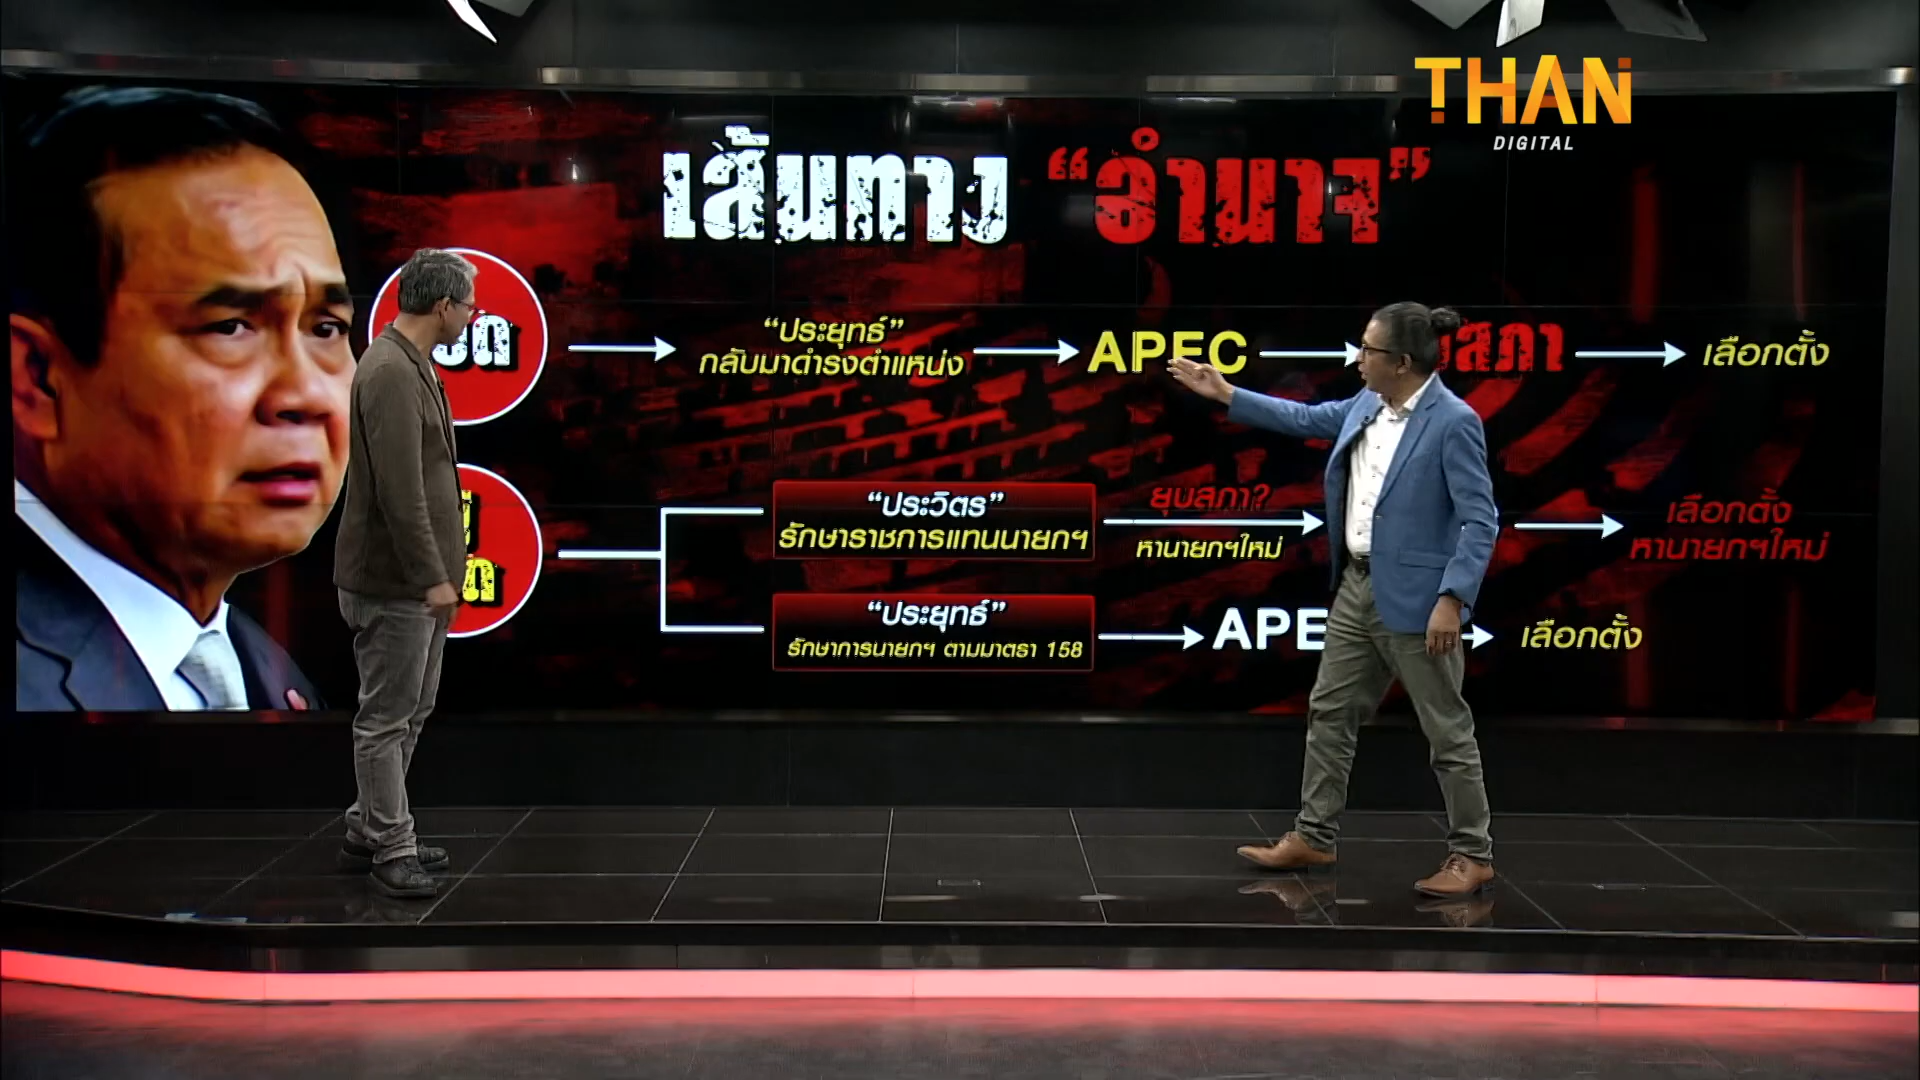 THAN
DIGITAL
เส้นทาง “อำนาจ”
“ประยุทธ์”
กลับมาดำรงตำแหน่ง
APEC
เลือกตั้ง
“ประวิตร”
รักษาราชการแทนนายกฯ
ยุบสภา?
หานายกฯใหม่
เลือกตั้ง
หานายกฯใหม่
“ประยุทธ์”
รักษาการนายกฯ ตามมาตรา 158
APE
เลือกตั้ง